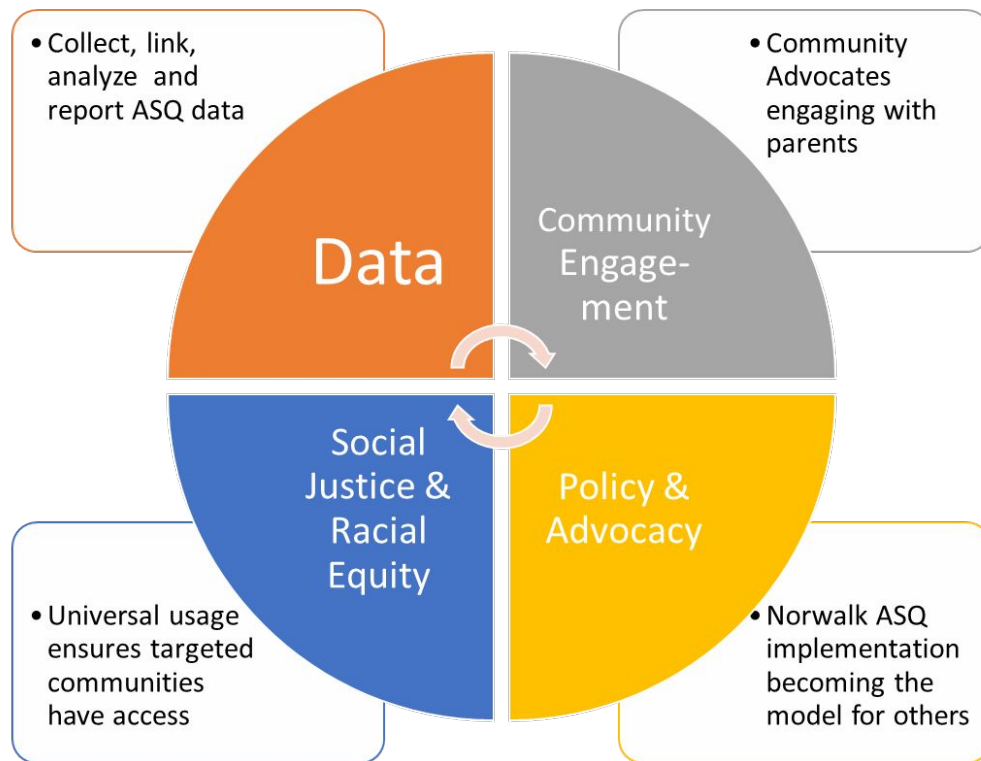 • Collect, link,
analyze and
report ASQ data
• Community
Advocates
engaging with
parents
Data
Community
Engage-
ment
Social
Justice &
Racial
Equity
Policy &
Advocacy
• Universal usage
ensures targeted
communities
have access
• Norwalk ASQ
implementation
becoming the
model for others